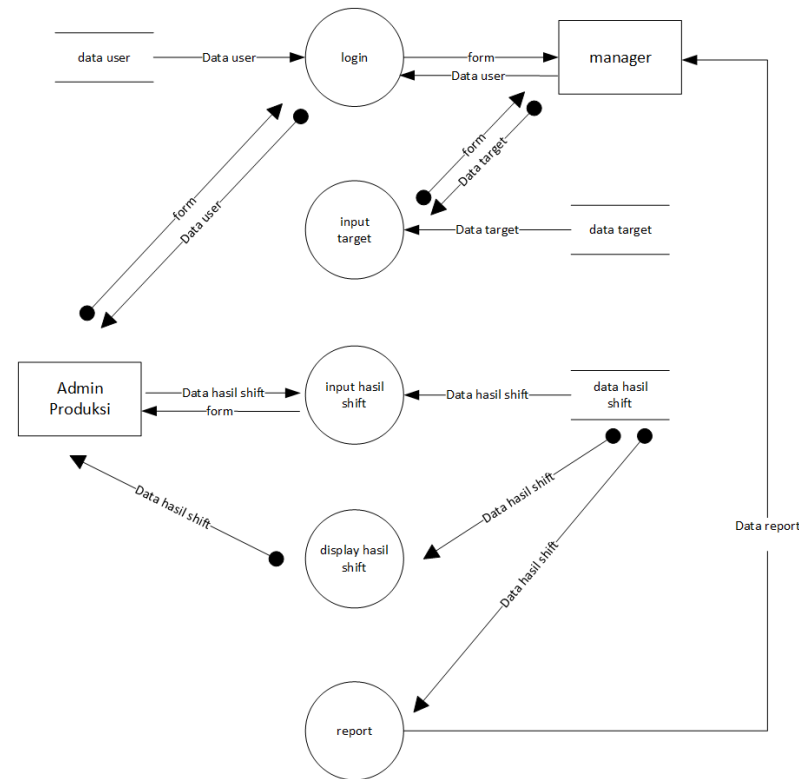 data user
Data user
login
form
Data user
manager
form
Data target
form
Data user
input
target
Data target
data target
Admin
Produksi
Data hasil shift
form
input hasil
shift
Data hasil shift
data hasil
shift
Data hasil shift
display hasil
shift
Data hasil shift
Data hasil shift
Data report
report